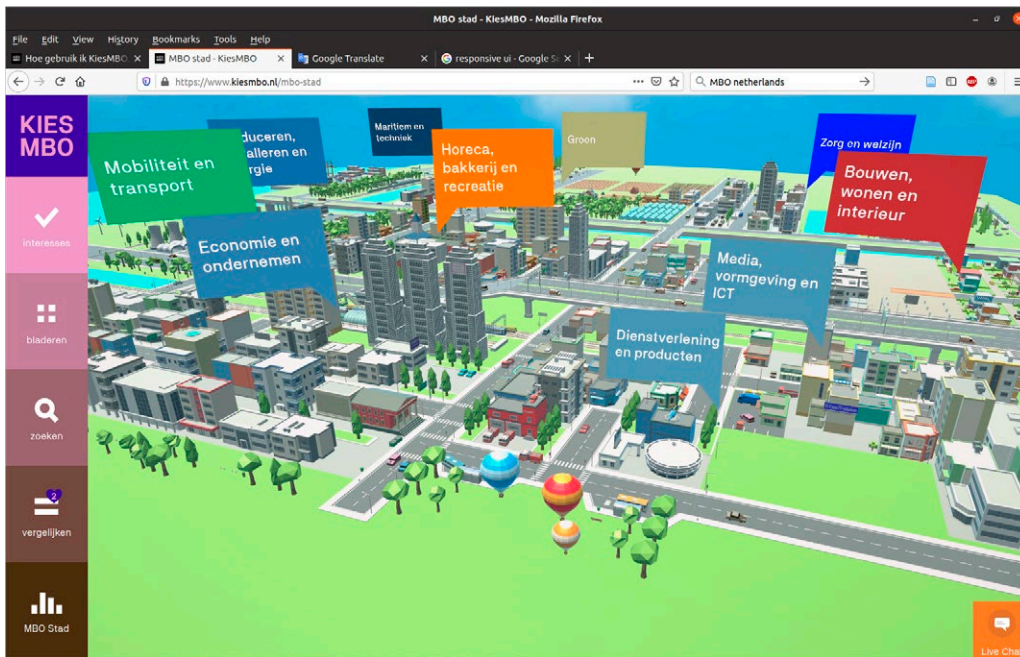 MBO stad - KiesMBO - Mozilla Firefox
File Edit View History Bookmarks Tools Help
Hoe gebruik ik KiesMBO
MBO stad - KiesMBO
Google Translate
responsive ui - Google
https://www.kiesmbo.nl/mbo-stad
MBO netherlands
KIES
MBO
interesses
bladeren
zoeken
2
vergelijken
MBO Stad
Mobiliteit en
transport
duceren,
alleren en
rgie
Maritiem en
techniek
Horeca,
bakkerij en
recreatie
Groen
Zorg en welzijn
Bouwen,
wonen en
interieur
Economie en
ondernemen
Media,
vormgeving en
ICT
Dienstverlening
en producten
Live Cha